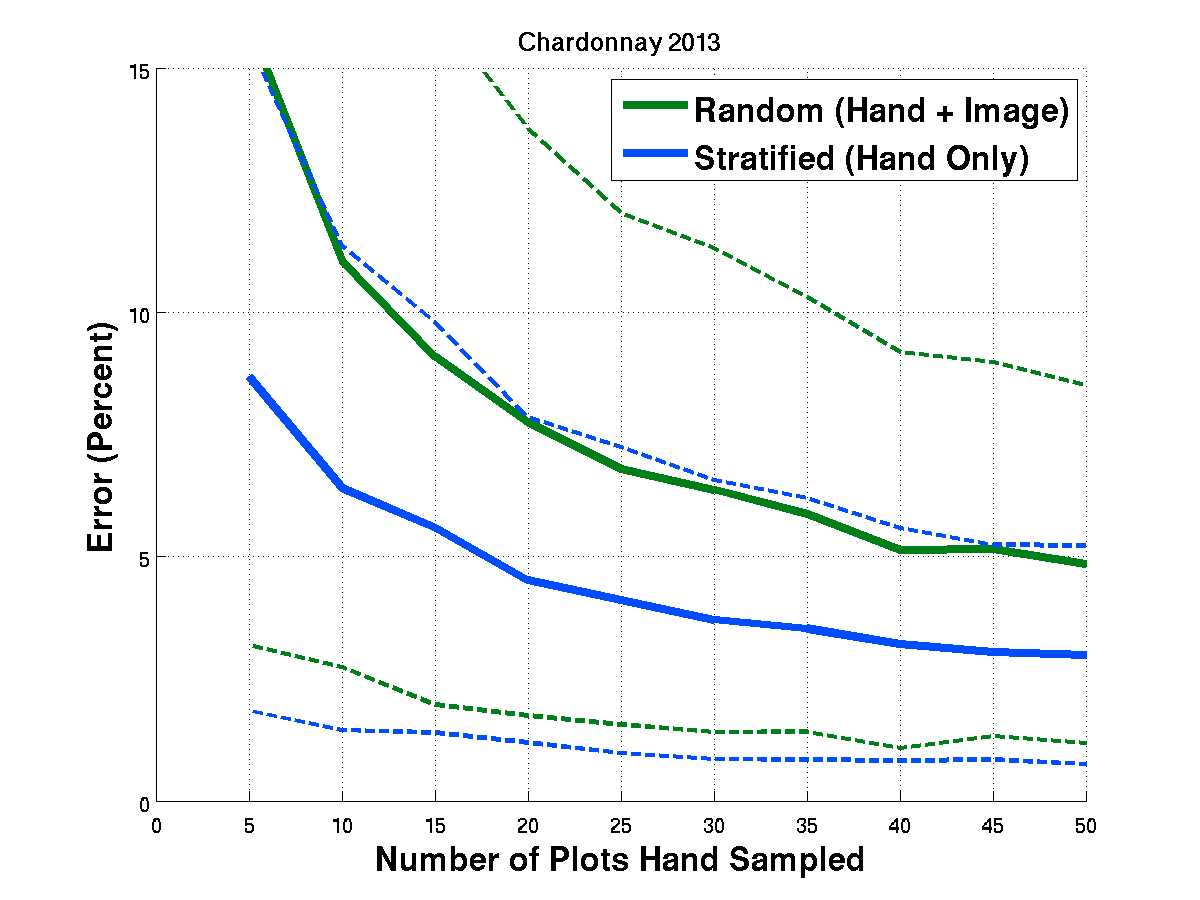 Chardonnay 2013
Random (Hand + Image)
Stratified (Hand Only)
15
10
5
0
Error (Percent)
0 5 10 15 20 25 30 35 40 45 50
Number of Plots Hand Sampled